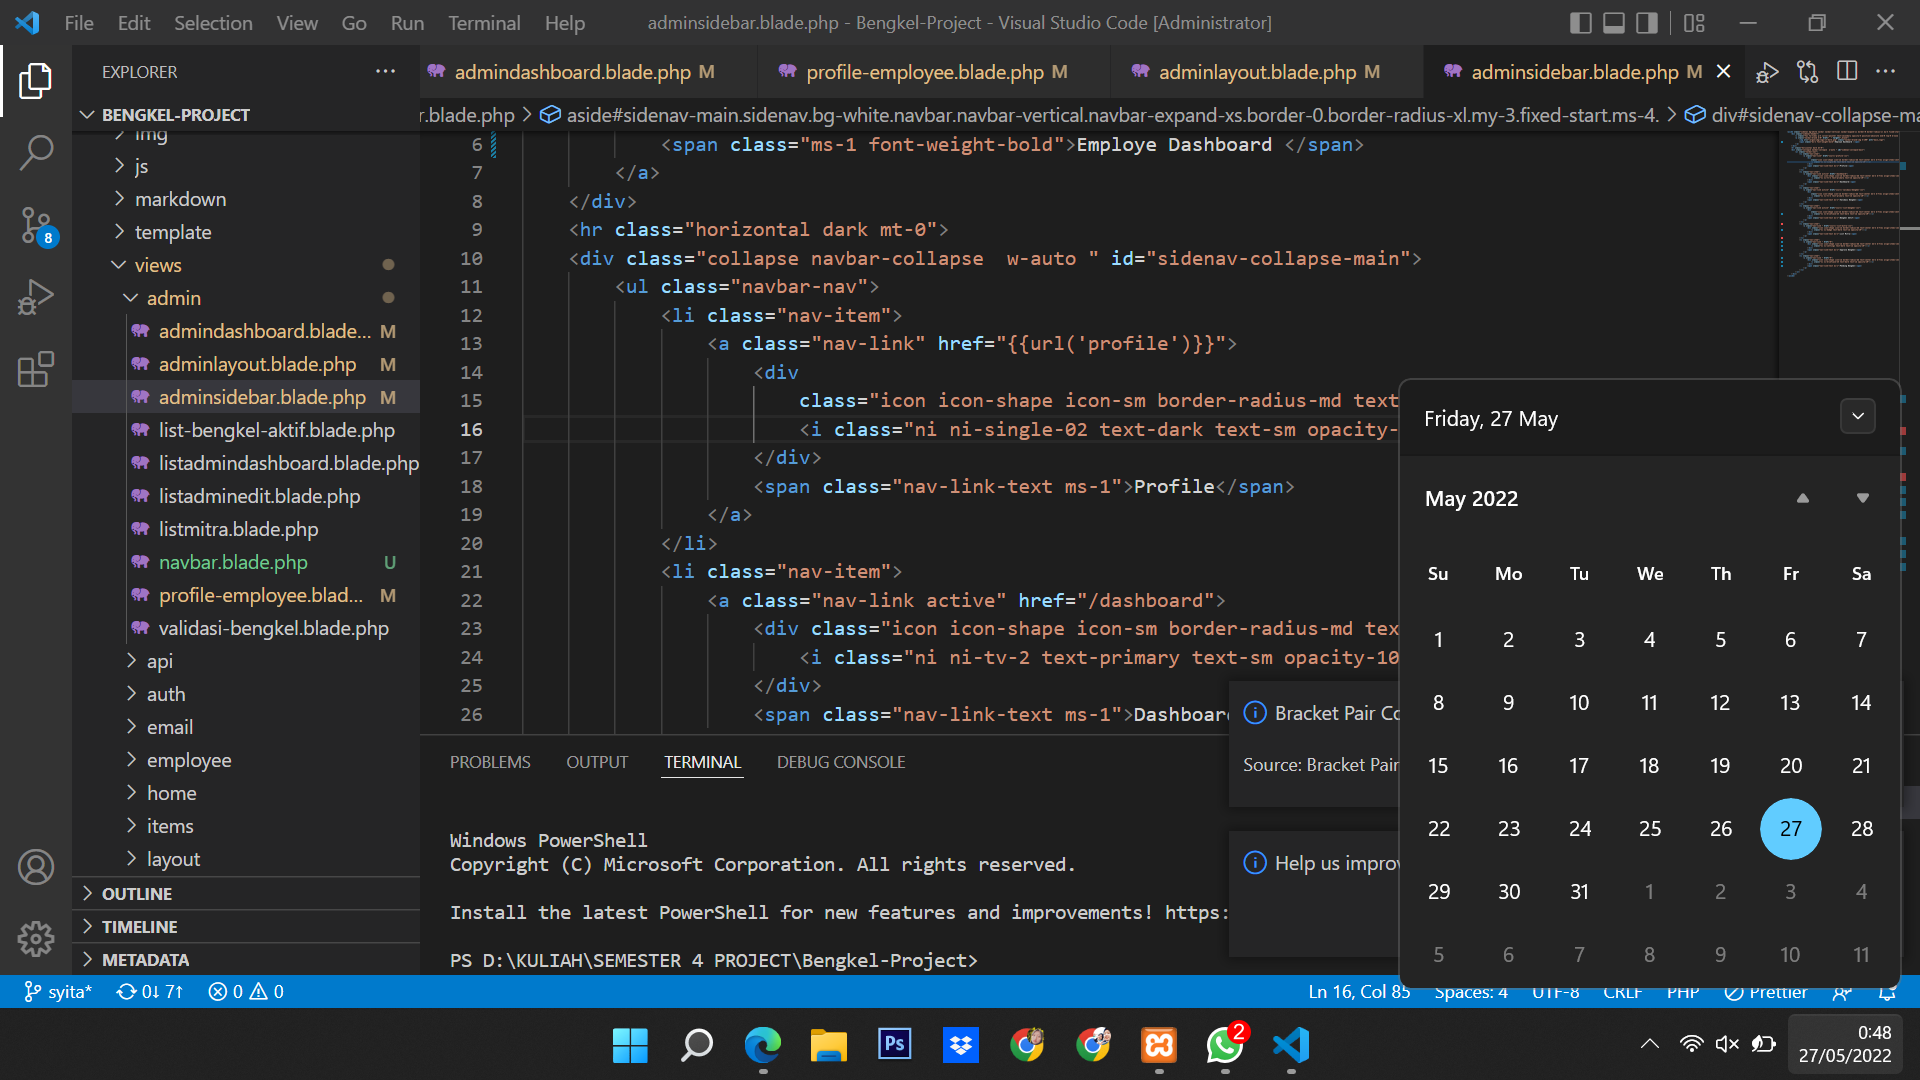 File Edit Selection View Go Run Terminal Help
adminsidebar.blade.php - Bengkel-Project - Visual Studio Code [Administrator]
EXPLORER
admindashboard.blade.php M
profile-employee.blade.php M
adminlayout.blade.php M
adminsidebar.blade.php M
BENGKEL-PROJECT
r.blade.php > aside#sidenav-main.sidenav.bg-white.navbar.navbar-vertical.navbar-expand-xs.border-0.border-radius-xl.my-3.fixed-start.ms-4. > div#sidenav-collapse-ma
img
js
markdown
template
views
admin
admindashboard.blade... M
adminlayout.blade.php M
adminsidebar.blade.php M
list-bengkel-aktif.blade.php
listadmindashboard.blade.php
listadminedit.blade.php
listmitra.blade.php
navbar.blade.php U
profile-employee.blad... M
validasi-bengkel.blade.php
api
auth
email
employee
home
items
layout
OUTLINE
TIMELINE
METADATA
8
6 <span class="ms-1 font-weight-bold">Employe Dashboard </span>
7 </a>
8 </div>
9 <hr class="horizontal dark mt-0">
10 <div class="collapse navbar-collapse  w-auto " id="sidenav-collapse-main">
11 <ul class="navbar-nav">
12 <li class="nav-item">
13 <a class="nav-link" href="{{url('profile')}}">
14 <div
15 class="icon icon-shape icon-sm border-radius-md text
16 <i class="ni ni-single-02 text-dark text-sm opacity-
17 </div>
18 <span class="nav-link-text ms-1">Profile</span>
19 </a>
20 </li>
21 <li class="nav-item">
22 <a class="nav-link active" href="/dashboard">
23 <div class="icon icon-shape icon-sm border-radius-md tex
24 <i class="ni ni-tv-2 text-primary text-sm opacity-10
25 </div>
26 <span class="nav-link-text ms-1">Dashboar
PROBLEMS OUTPUT TERMINAL DEBUG CONSOLE
Windows PowerShell
Copyright (C) Microsoft Corporation. All rights reserved.
Install the latest PowerShell for new features and improvements! https:
PS D:\KULIAH\SEMESTER 4 PROJECT\Bengkel-Project>
Bracket Pair Co
Source: Bracket Pair
Help us improv
Friday, 27 May
May 2022
Su Mo Tu We Th Fr Sa
1 2 3 4 5 6 7
8 9 10 11 12 13 14
15 16 17 18 19 20 21
22 23 24 25 26 27 28
29 30 31 1 2 3 4
5 6 7 8 9 10 11
syita* 0↓ 7↑ 0 0
Ln 16, Col 85 Spaces: 4 UTF-8 CRLF PHP Prettier
Ps
2
0:48
27/05/2022